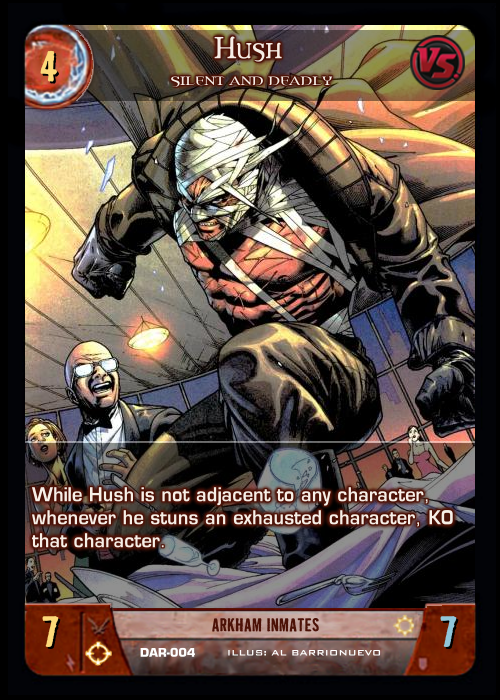 4
Hush
VS.
SILENT AND DEADLY
While Hush is not adjacent to any character,
whenever he stuns an exhausted character, KO
that character.
7
ARKHAM INMATES
7
DAR-004 ILLUS: AL BARRIONUEVO